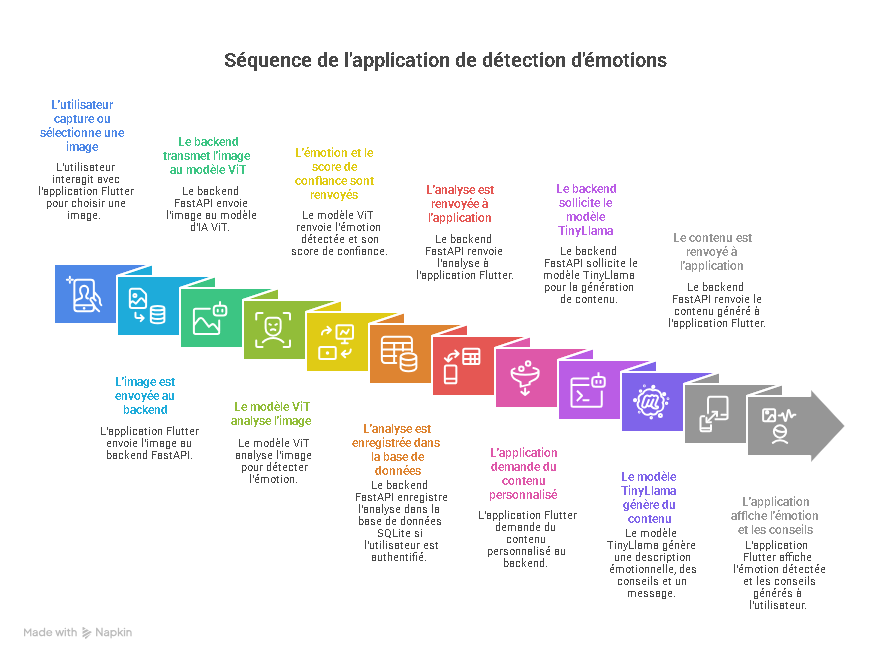 Séquence de l'application de détection d'émotions
L'utilisateur
capture ou
sélectionne une
image
L'utilisateur
interagit avec
l'application Flutter
pour choisir une
image.
L'image est
envoyée au
backend
L'application Flutter
envoie l'image au
backend FastAPI.
Le backend
transmet l'image
au modèle ViT
Le backend
FastAPI envoie
l'image au modèle
d'IA ViT.
Le modèle ViT
analyse l'image
Le modèle ViT
analyse l'image
pour détecter
l'émotion.
L'émotion et le
score de
confiance sont
renvoyés
Le modèle ViT
renvoie l'émotion
détectée et son
score de confiance.
L'analyse est
enregistrée dans
la base de
données
Le backend
FastAPI enregistre
l'analyse dans la
base de données
SQLite si
l'utilisateur est
authentifié.
L'analyse est
renvoyée à
l'application
Le backend
FastAPI renvoie
l'analyse à
l'application Flutter.
L'application
demande du
contenu
personnalisé
L'application Flutter
demande du
contenu
personnalisé au
backend.
Le backend
sollicite le
modèle
TinyLlama
Le backend
FastAPI sollicite le
modèle TinyLlama
pour la génération
de contenu.
Le modèle
TinyLlama
génère du
contenu
Le modèle
TinyLlama génère
une description
émotionnelle, des
conseils et un
message.
Le contenu est
renvoyé à
l'application
Le backend
FastAPI renvoie le
contenu généré à
l'application Flutter.
L'application
affiche l'émotion
et les conseils
L'application
Flutter affiche
l'émotion détectée
et les conseils
générés à
l'utilisateur.
Made with Napkin